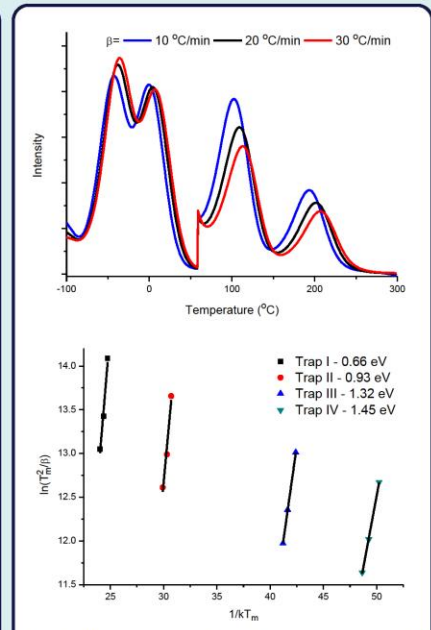 β= 10 °C/min 20 °C/min 30 °C/min
Intensity
-100 0 100 200 300
Temperature (°C)
14.0
13.5
13.0
12.5
12.0
11.5
ln(T²ₘ/β)
Trap I - 0.66 eV
Trap II - 0.93 eV
Trap III - 1.32 eV
Trap IV - 1.45 eV
25 30 35 40 45 50
1/kTₘ